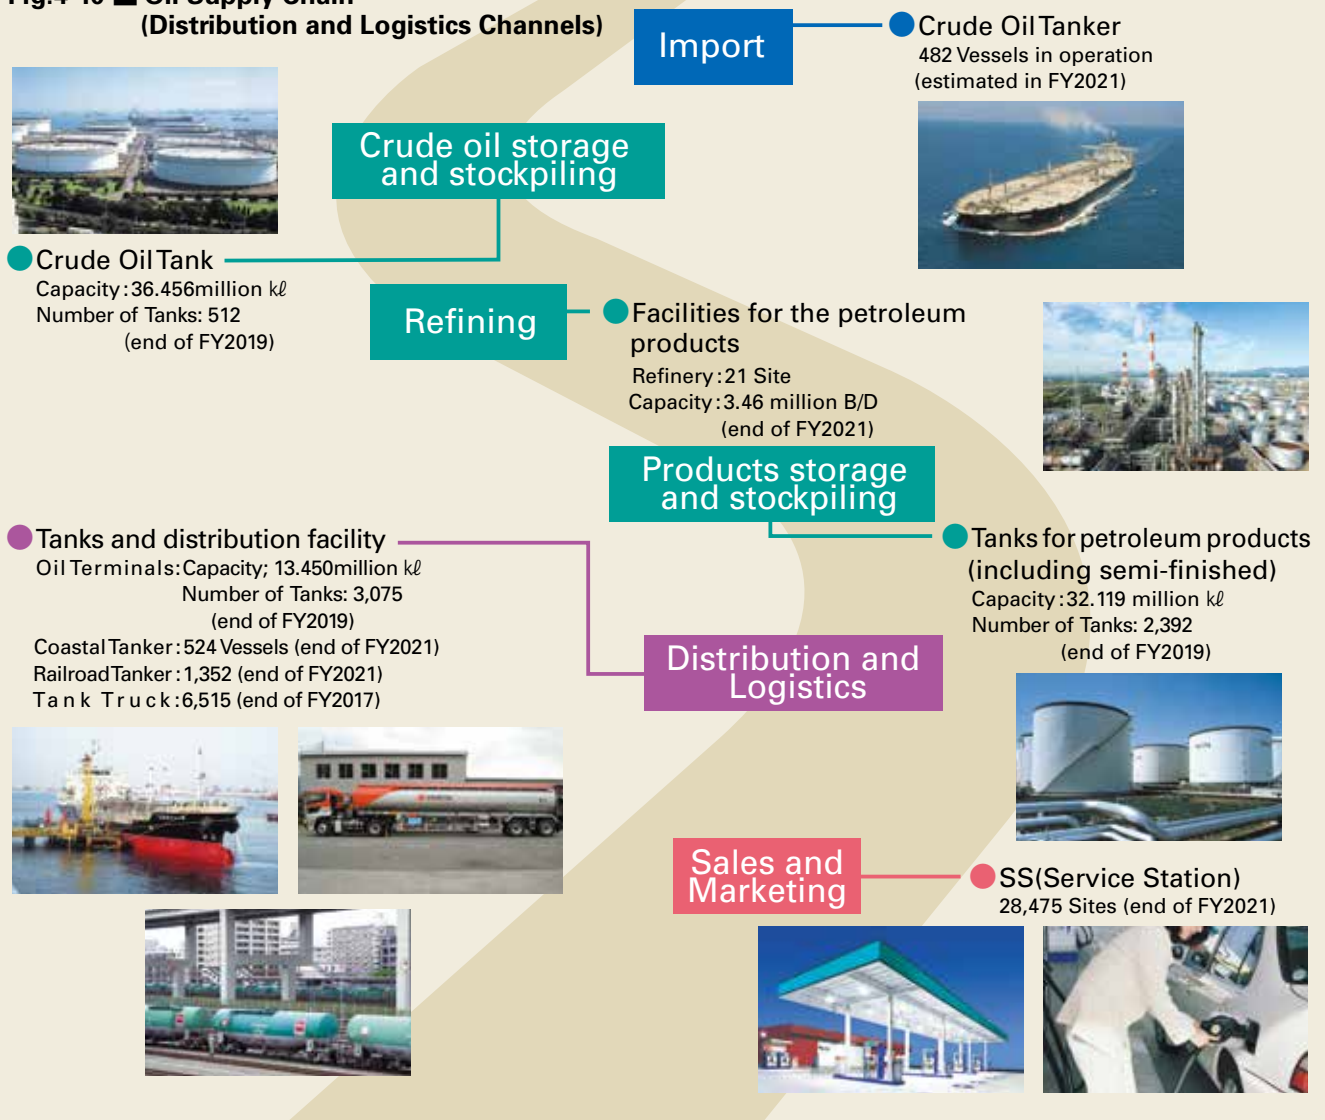 (Distribution and Logistics Channels)
Import
Crude Oil Tanker
482 Vessels in operation
(estimated in FY2021)
Crude oil storage
and stockpiling
Crude Oil Tank
Capacity:36.456million kℓ
Number of Tanks: 512
(end of FY2019)
Refining
Facilities for the petroleum
products
Refinery:21 Site
Capacity:3.46 million B/D
(end of FY2021)
Products storage
and stockpiling
Tanks for petroleum products
(including semi-finished)
Capacity:32.119 million kℓ
Number of Tanks: 2,392
(end of FY2019)
Tanks and distribution facility
Oil Terminals:Capacity; 13.450million kℓ
Number of Tanks: 3,075
(end of FY2019)
Coastal Tanker:524 Vessels (end of FY2021)
Railroad Tanker:1,352 (end of FY2021)
Tank Truck:6,515 (end of FY2017)
Distribution and
Logistics
Sales and
Marketing
SS(Service Station)
28,475 Sites (end of FY2021)